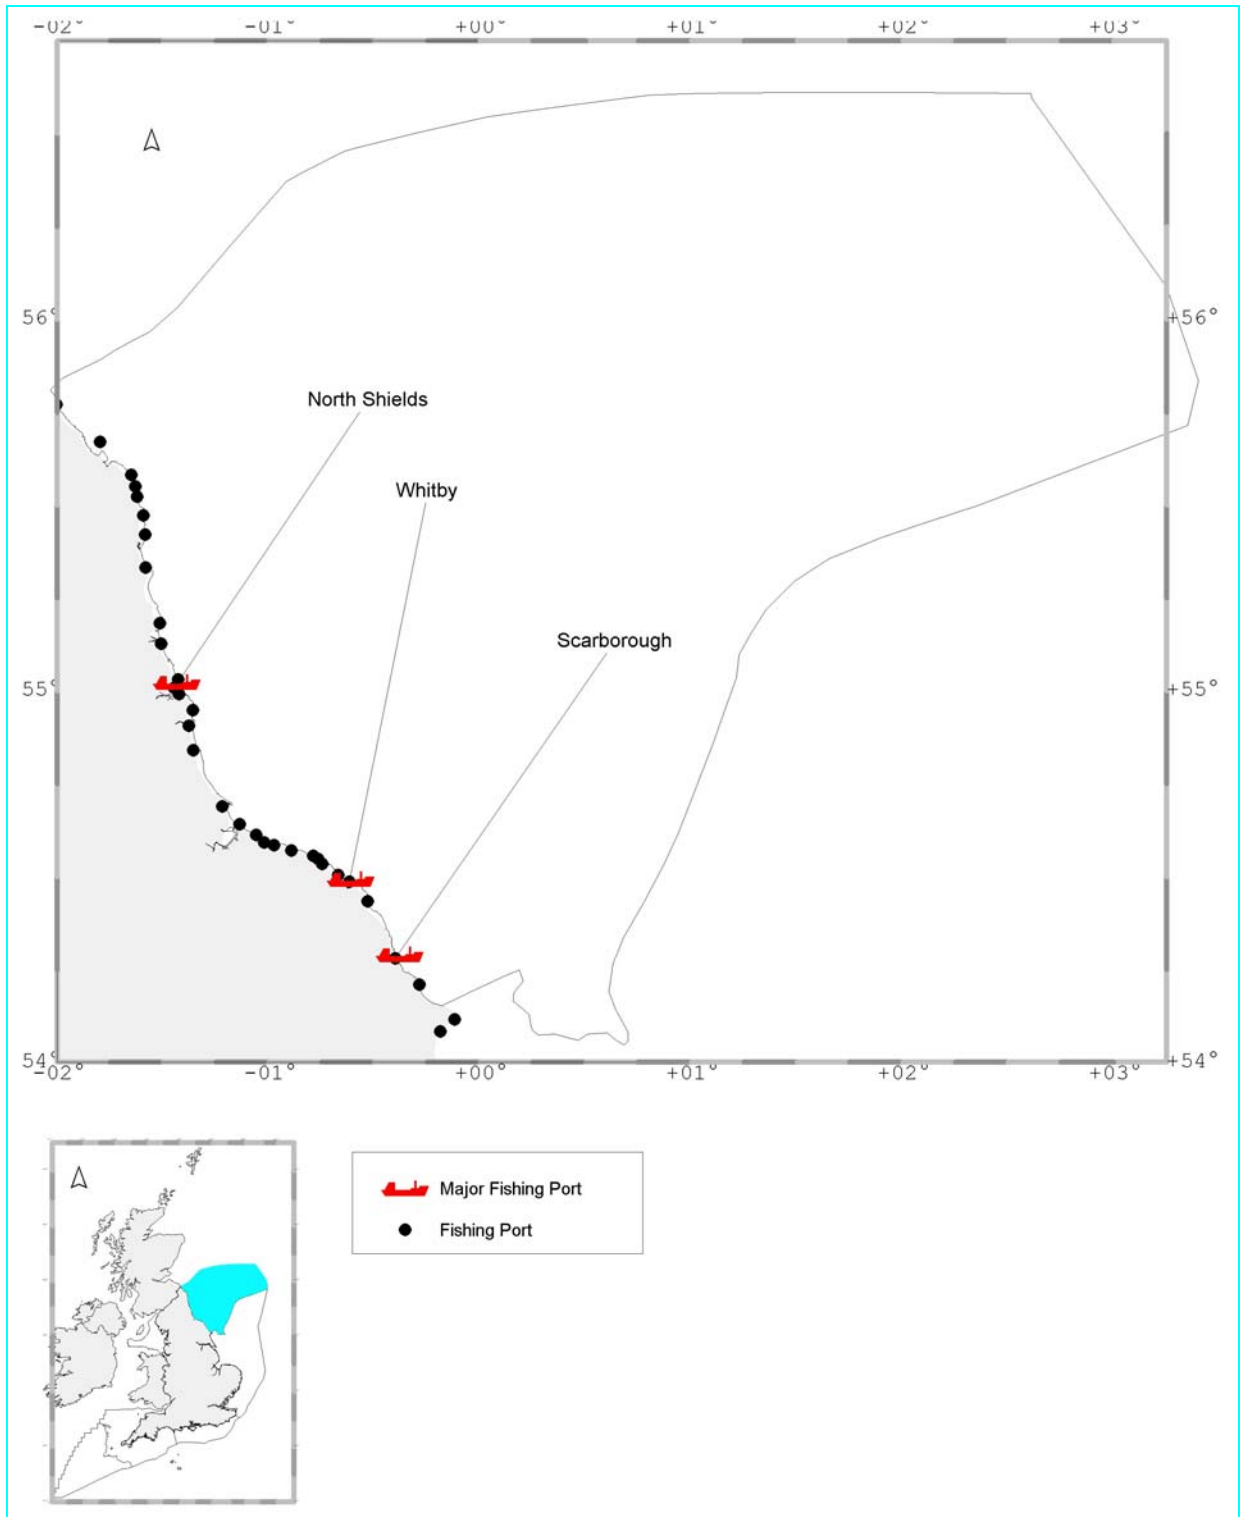 -02° -01° +00° +01° +02° +03°
56° +56°
North Shields
Whitby
Scarborough
55° +55°
54° +54°
-02° -01° +00° +01° +02° +03°
Major Fishing Port
Fishing Port